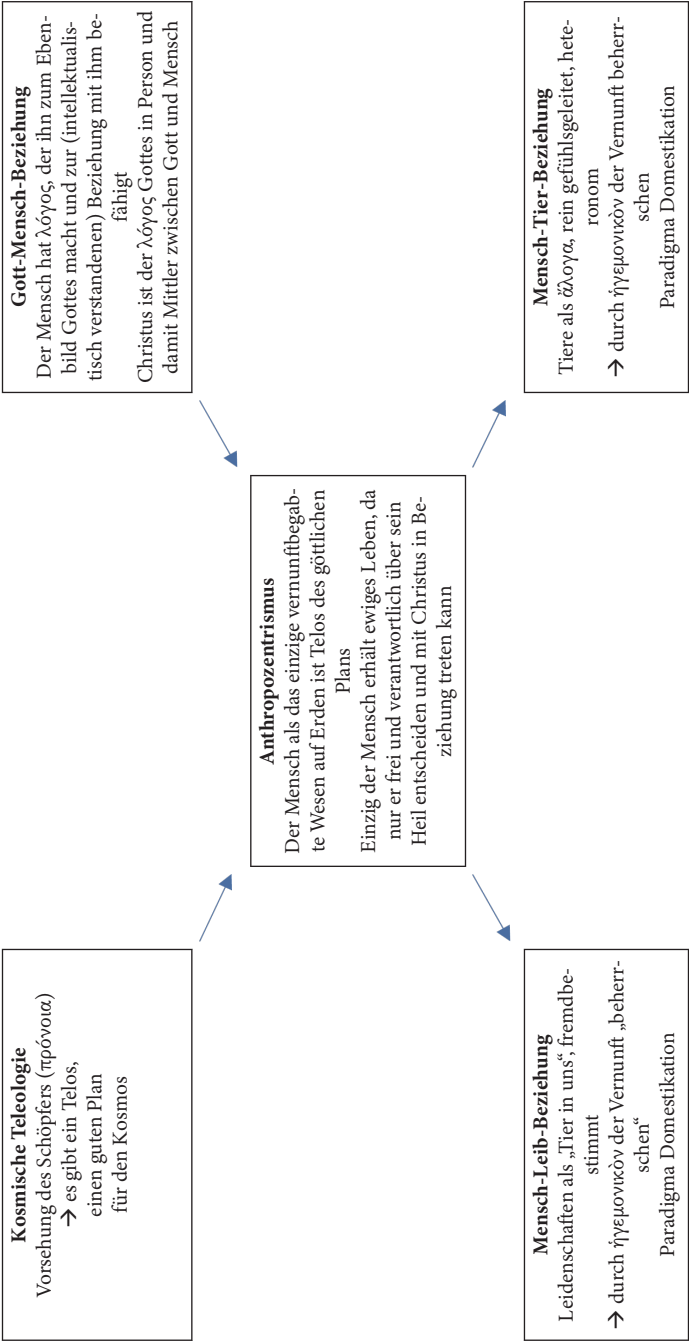 Kosmische Teleologie
Vorsehung des Schöpfers (πρόνοια)
→ es gibt ein Telos,
einen guten Plan
für den Kosmos
Gott-Mensch-Beziehung
Der Mensch hat λόγος, der ihn zum Eben-
bild Gottes macht und zur (intellektualis-
tisch verstandenen) Beziehung mit ihm be-
fähigt
Christus ist der λόγος Gottes in Person und
damit Mittler zwischen Gott und Mensch
Anthropozentrismus
Der Mensch als das einzige vernunftbegab-
te Wesen auf Erden ist Telos des göttlichen
Plans
Einzig der Mensch erhält ewiges Leben, da
nur er frei und verantwortlich über sein
Heil entscheiden und mit Christus in Be-
ziehung treten kann
Mensch-Leib-Beziehung
Leidenschaften als „Tier in uns“, fremdbe-
stimmt
→ durch ἡγεμονικὸν der Vernunft „beherr-
schen“
Paradigma Domestikation
Mensch-Tier-Beziehung
Tiere als ἄλογα, rein gefühlsgeleitet, hete-
ronom
→ durch ἡγεμονικὸν der Vernunft beherr-
schen
Paradigma Domestikation